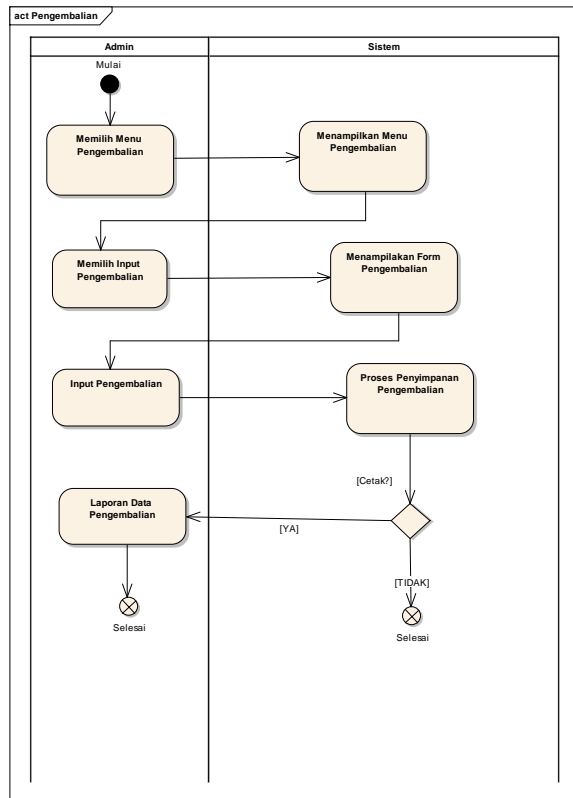 act Pengembalian
Admin
Sistem
Mulai
Memilih Menu
Pengembalian
Menampilkan Menu
Pengembalian
Memilih Input
Pengembalian
Menampilakan Form
Pengembalian
Input Pengembalian
Proses Penyimpanan
Pengembalian
[Cetak?]
Laporan Data
Pengembalian
[YA]
[TIDAK]
Selesai
Selesai